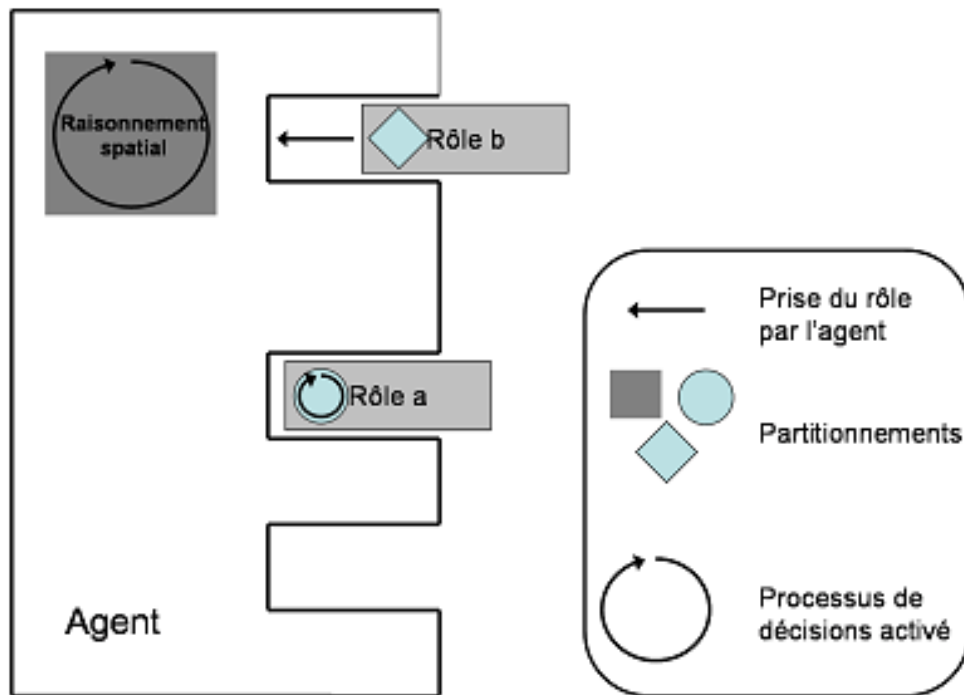 Raisonnement
spatial
Rôle b
Rôle a
Agent
Prise du rôle
par l'agent
Partitionnements
Processus de
décisions activé